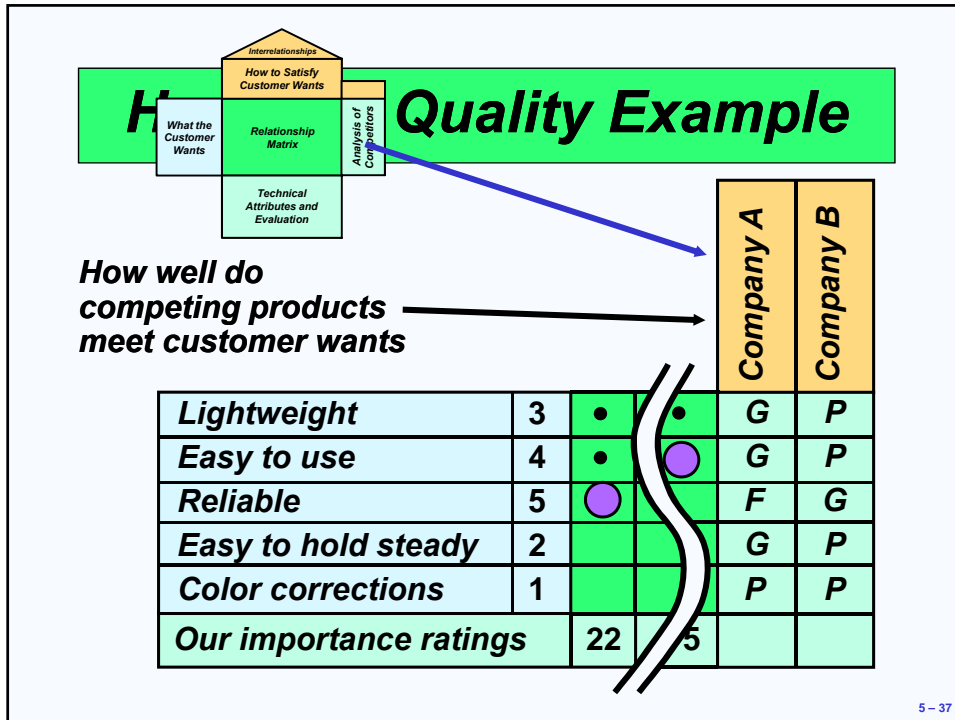 Interrelationships
How to Satisfy
Customer Wants
What the
Customer
Wants
Relationship
Matrix
Analysis of
Competitors
Technical
Attributes and
Evaluation
Quality Example
How well do
competing products
meet customer wants
Company A
Company B
Lightweight 3 • • G P
Easy to use 4 • G P
Reliable 5 F G
Easy to hold steady 2 G P
Color corrections 1 P P
Our importance ratings 22 5
5 – 37